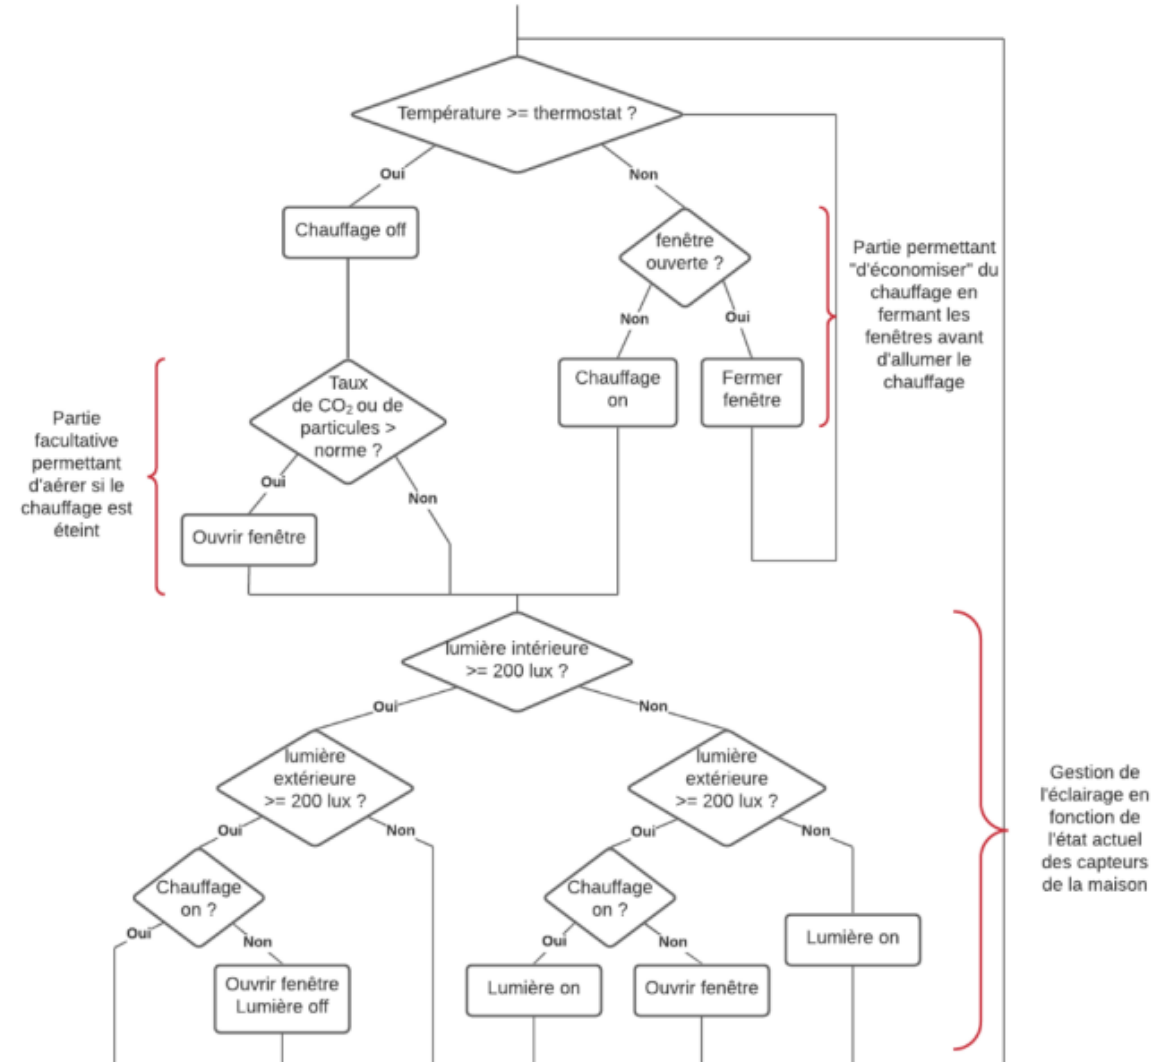 Température >= thermostat ?
Oui
Non
Chauffage off
fenêtre
ouverte ?
Non
Oui
Partie permettant
"d'économiser" du
chauffage en
fermant les
fenêtres avant
d'allumer le
chauffage
Chauffage
on
Fermer
fenêtre
Taux
de CO₂ ou de
particules >
norme ?
Partie
facultative
permettant
d'aérer si le
chauffage est
éteint
Oui
Non
Ouvrir fenêtre
lumière intérieure
>= 200 lux ?
Oui
Non
lumière
extérieure
>= 200 lux ?
lumière
extérieure
>= 200 lux ?
Gestion de
l'éclairage en
fonction de
l'état actuel
des capteurs
de la maison
Oui
Non
Oui
Non
Chauffage
on ?
Chauffage
on ?
Lumière on
Oui
Non
Oui
Non
Ouvrir fenêtre
Lumière off
Lumière on
Ouvrir fenêtre